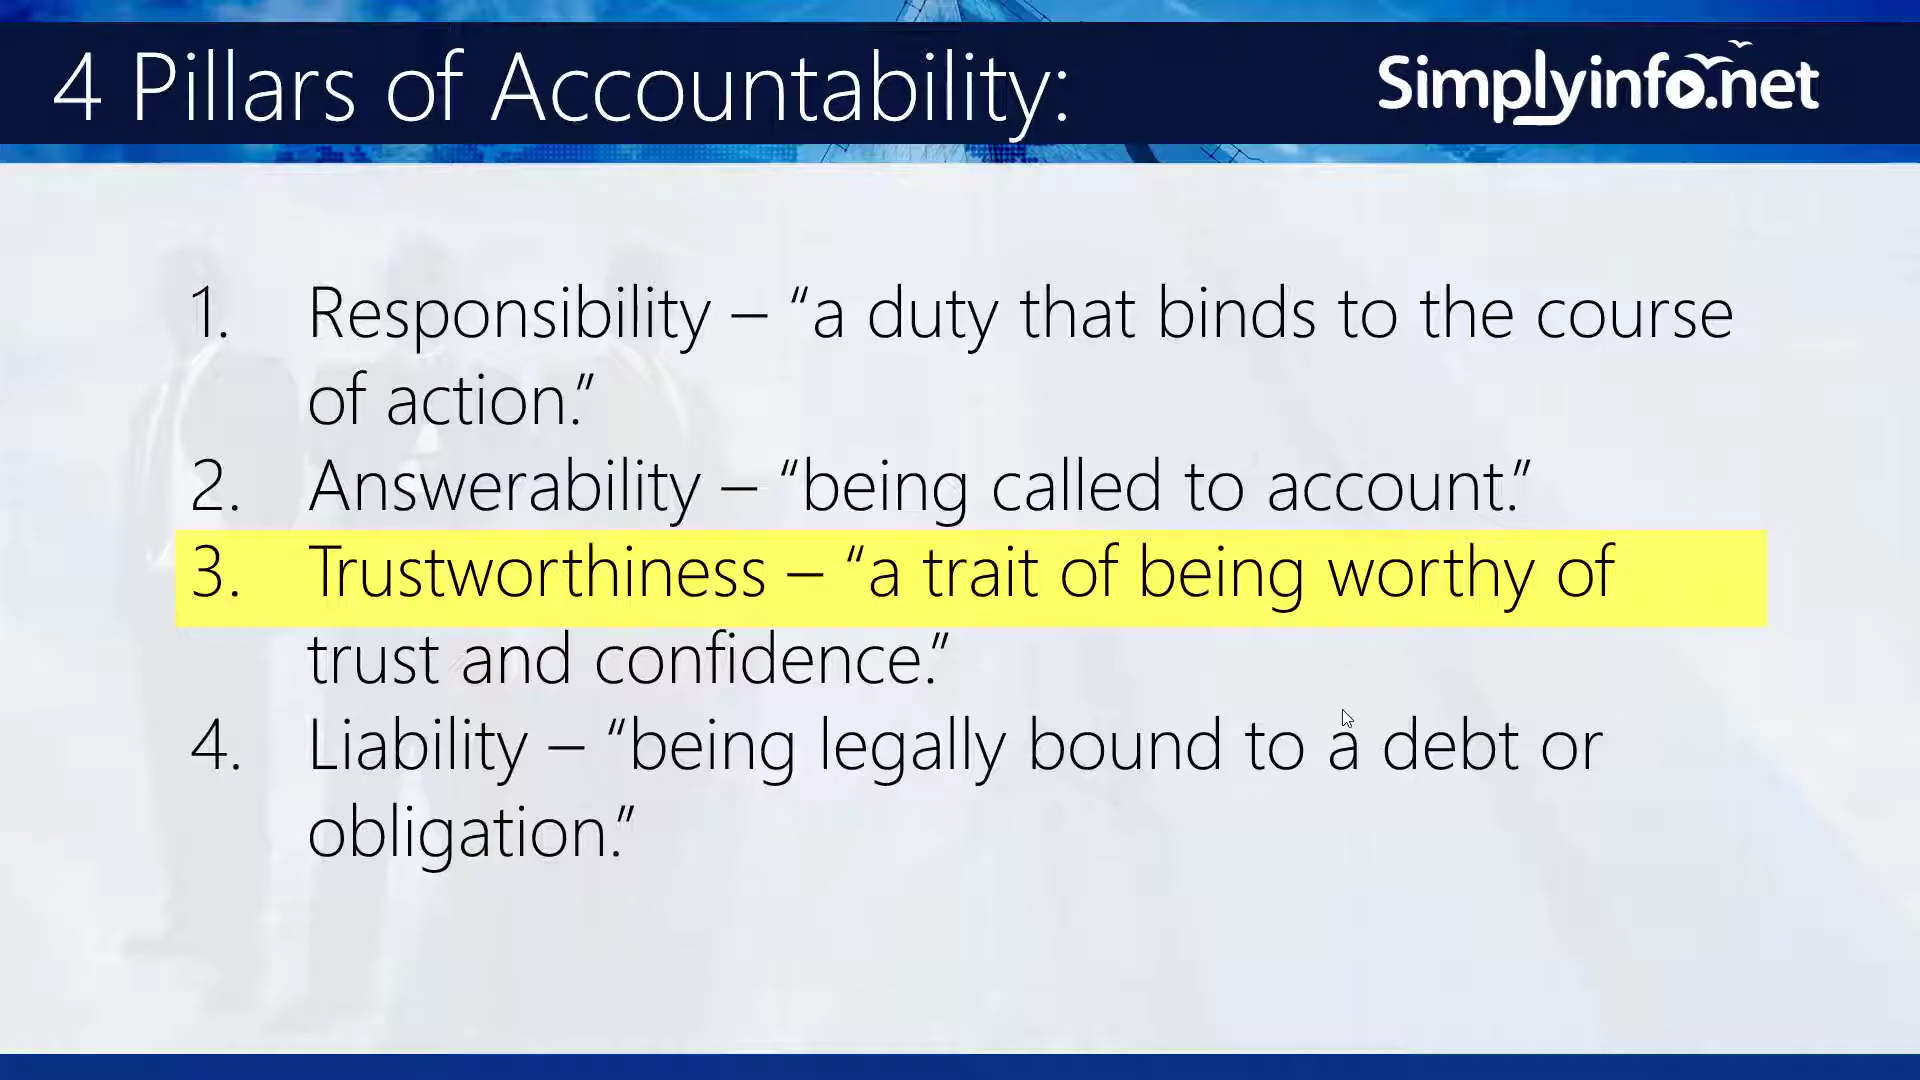 4 Pillars of Accountability:
Simplyinfo.net
1. Responsibility – “a duty that binds to the course
of action.”
2. Answerability – “being called to account.”
3. Trustworthiness – “a trait of being worthy of
trust and confidence.”
4. Liability – “being legally bound to a debt or
obligation.”